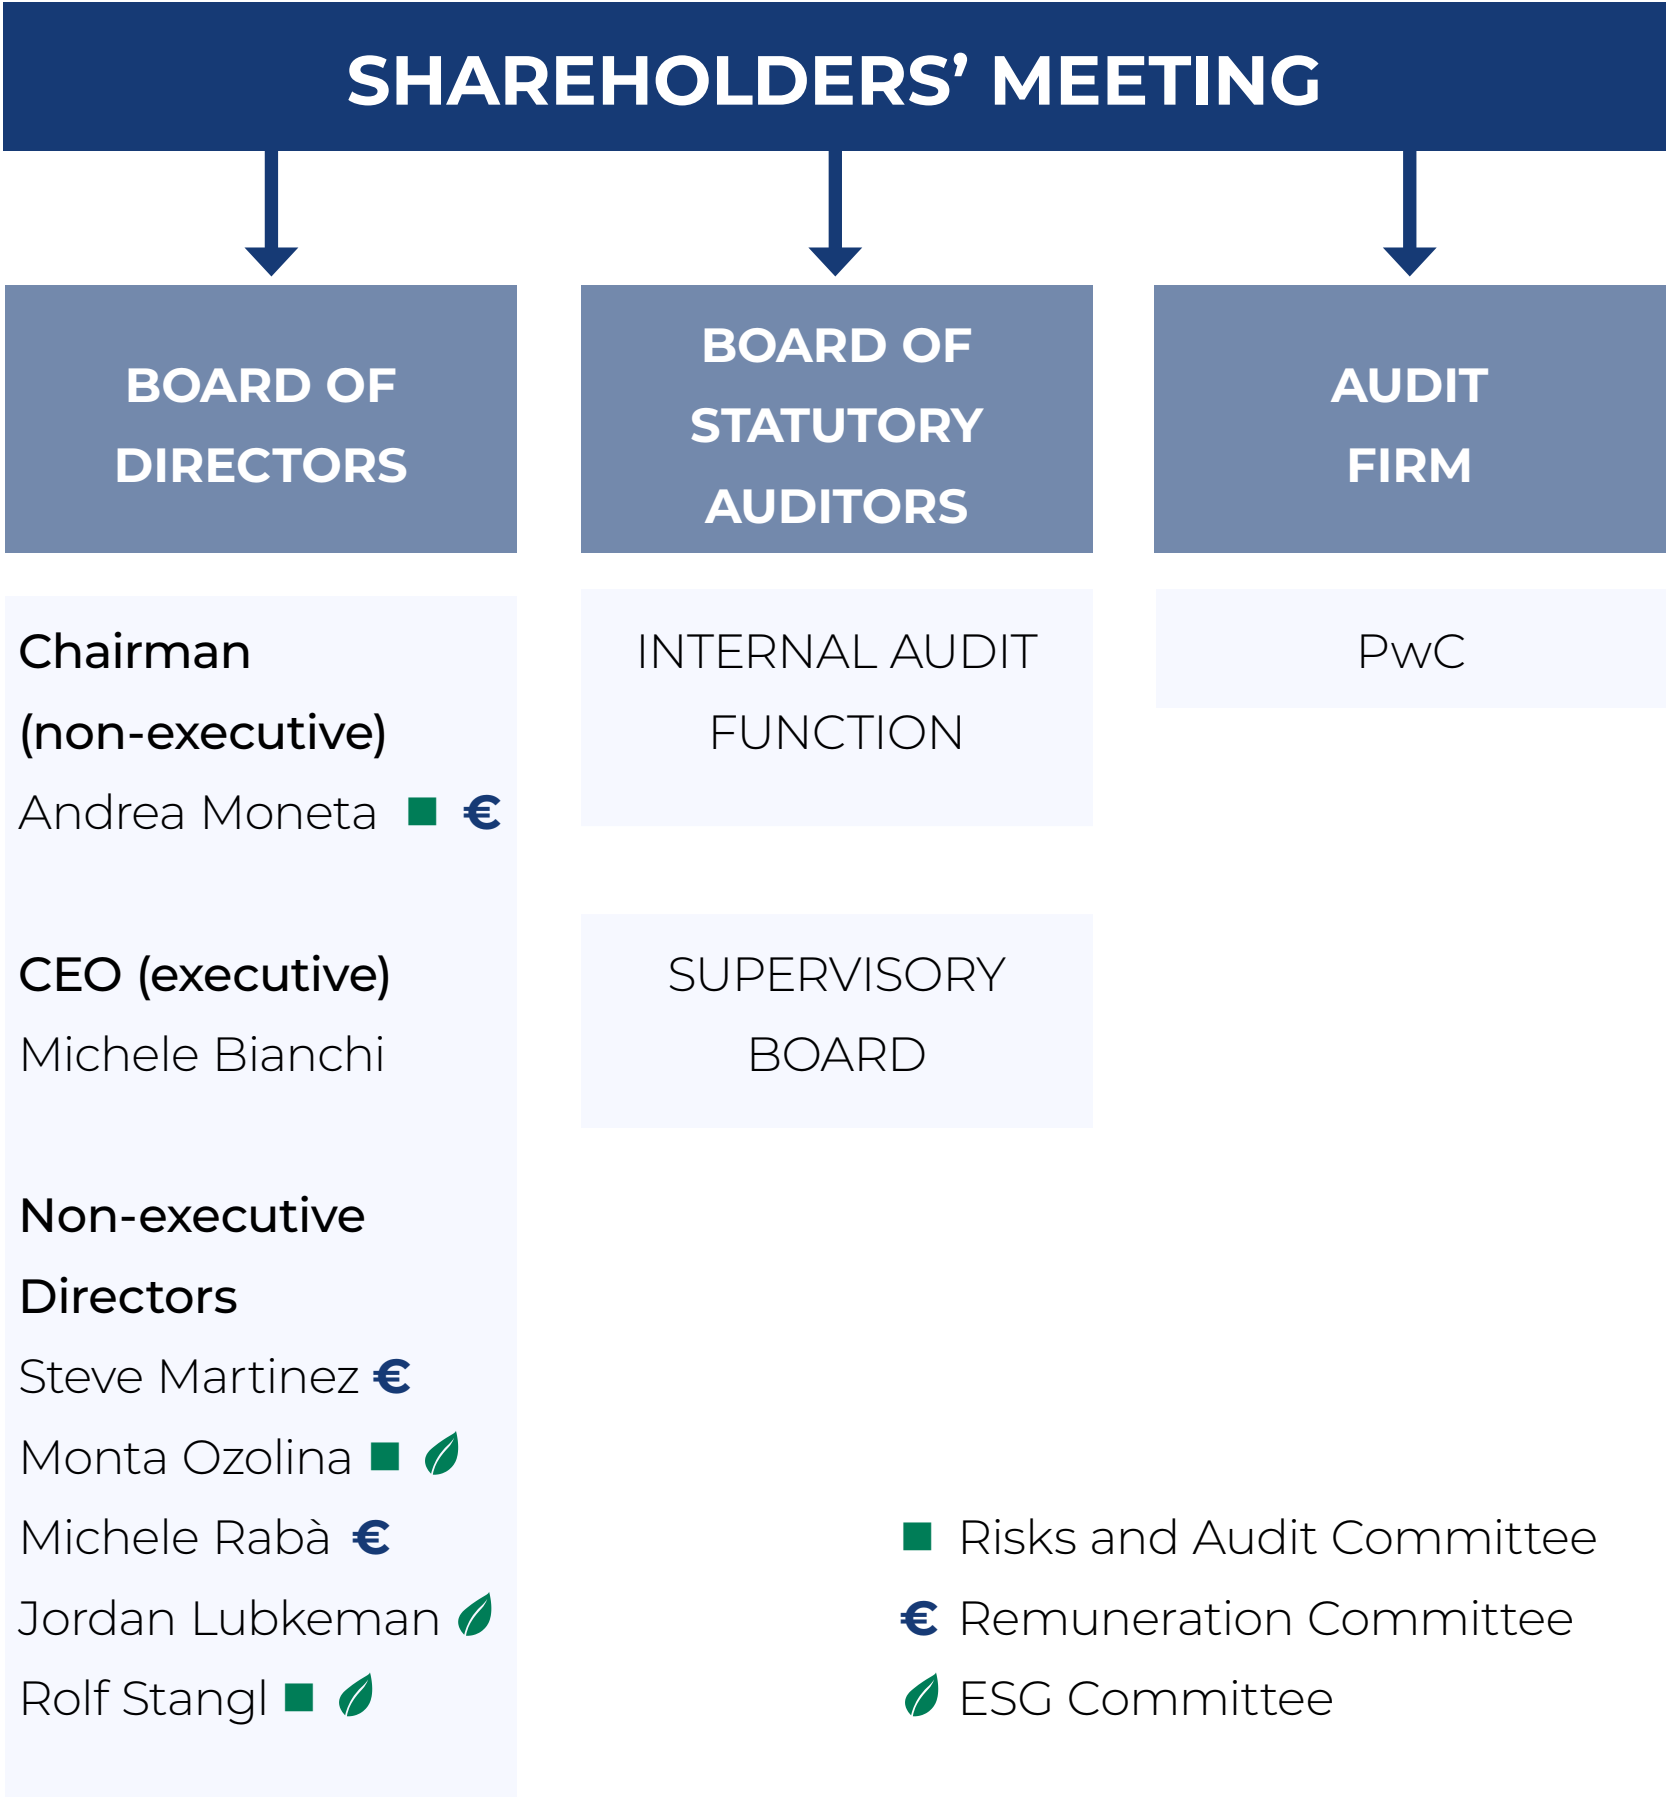 SHAREHOLDERS’ MEETING
BOARD OF
DIRECTORS
Chairman
(non-executive)
Andrea Moneta €
CEO (executive)
Michele Bianchi
Non-executive
Directors
Steve Martinez €
Monta Ozolina
Michele Rabà €
Jordan Lubkeman
Rolf Stangl
BOARD OF
STATUTORY
AUDITORS
INTERNAL AUDIT
FUNCTION
SUPERVISORY
BOARD
AUDIT
FIRM
PwC
Risks and Audit Committee
€ Remuneration Committee
ESG Committee